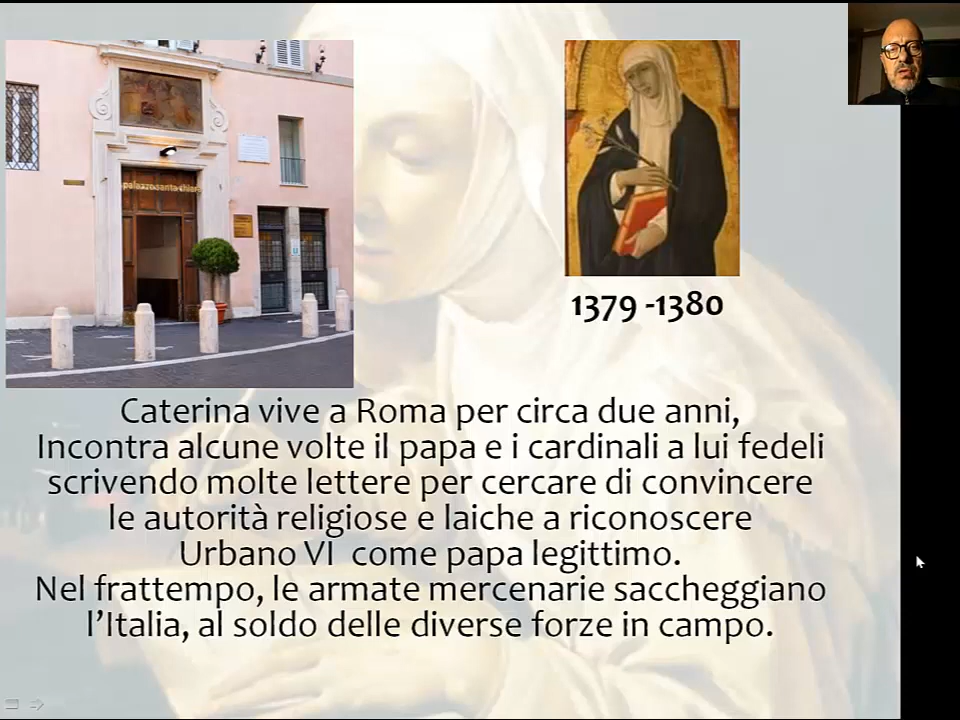 palazzo santa chiara
1379 -1380
Caterina vive a Roma per circa due anni,
Incontra alcune volte il papa e i cardinali a lui fedeli
scrivendo molte lettere per cercare di convincere
le autorità religiose e laiche a riconoscere
Urbano VI come papa legittimo.
Nel frattempo, le armate mercenarie saccheggiano
l’Italia, al soldo delle diverse forze in campo.